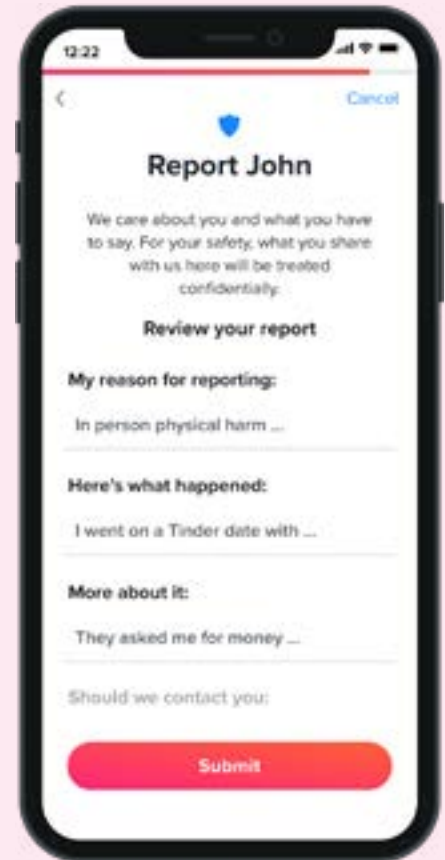 12:22
Cancel
Report John
We care about you and what you have
to say. For your safety, what you share
with us here will be treated
confidentially.
Review your report
My reason for reporting:
In person physical harm ...
Here's what happened:
I went on a Tinder date with ...
More about it:
They asked me for money ...
Should we contact you:
Submit